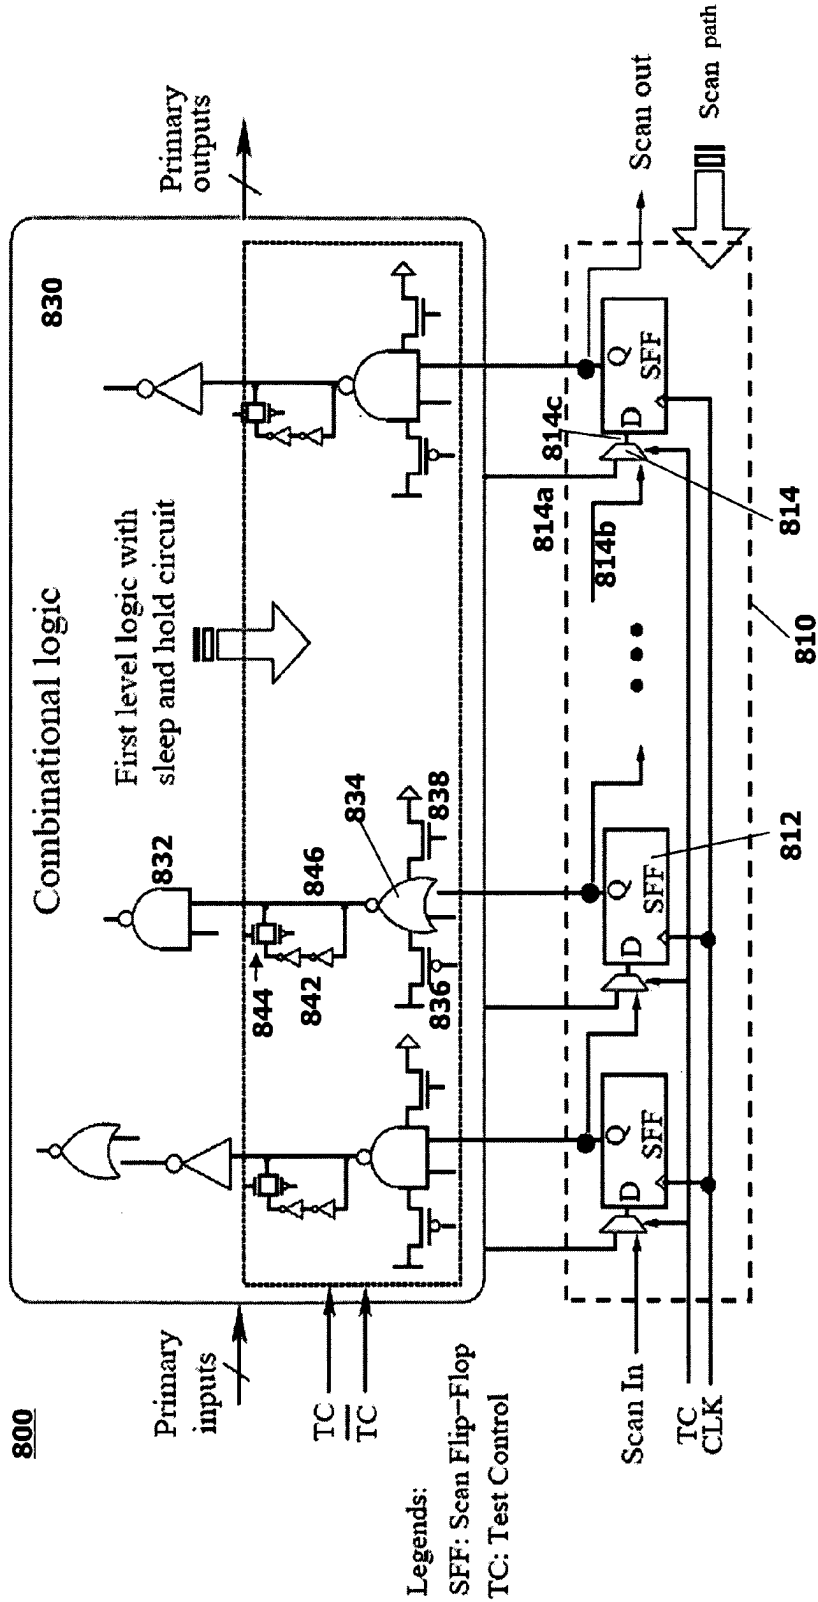 800
Primary
inputs
TC
TC
Combinational logic
830
First level logic with
sleep and hold circuit
832
844
842
846
834
836
838
Primary
outputs
Scan In
TC
CLK
D
Q
SFF
D
Q
SFF
812
814a
814b
814c
D
Q
SFF
814
810
Scan out
Scan path
Legends:
SFF: Scan Flip-Flop
TC: Test Control